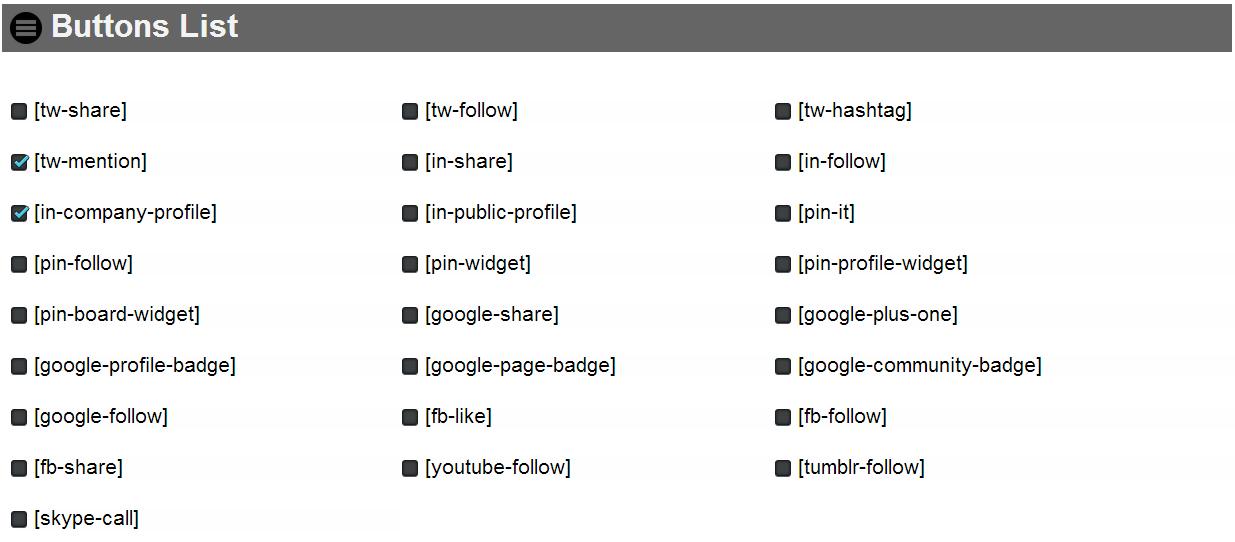 Buttons List
[tw-share] [tw-follow] [tw-hashtag]
[tw-mention] [in-share] [in-follow]
[in-company-profile] [in-public-profile] [pin-it]
[pin-follow] [pin-widget] [pin-profile-widget]
[pin-board-widget] [google-share] [google-plus-one]
[google-profile-badge] [google-page-badge] [google-community-badge]
[google-follow] [fb-like] [fb-follow]
[fb-share] [youtube-follow] [tumblr-follow]
[skype-call]